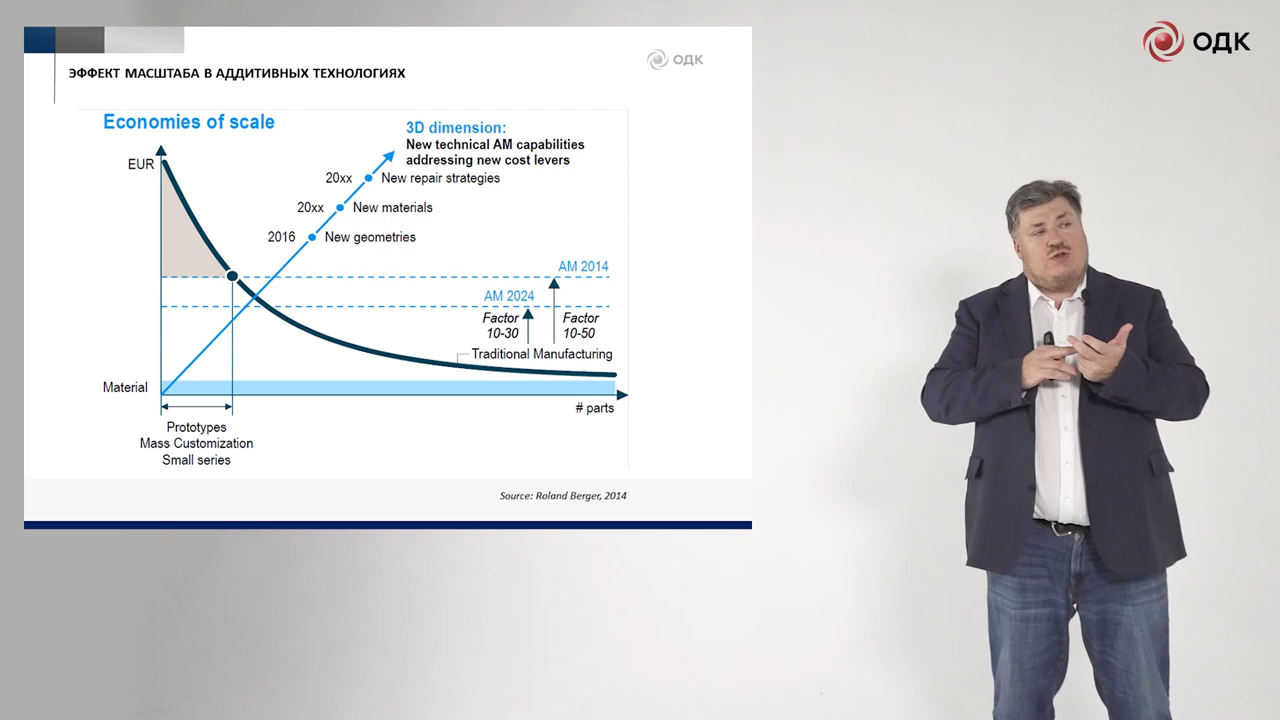 ОДК
ОДК
ЭФФЕКТ МАСШТАБА В АДДИТИВНЫХ ТЕХНОЛОГИЯХ
Economies of scale
3D dimension:
New technical AM capabilities
addressing new cost levers
EUR
20xx New repair strategies
20xx New materials
2016 New geometries
AM 2014
AM 2024
Factor
10-30
Factor
10-50
Traditional Manufacturing
Material
# parts
Prototypes
Mass Customization
Small series
Source: Roland Berger, 2014